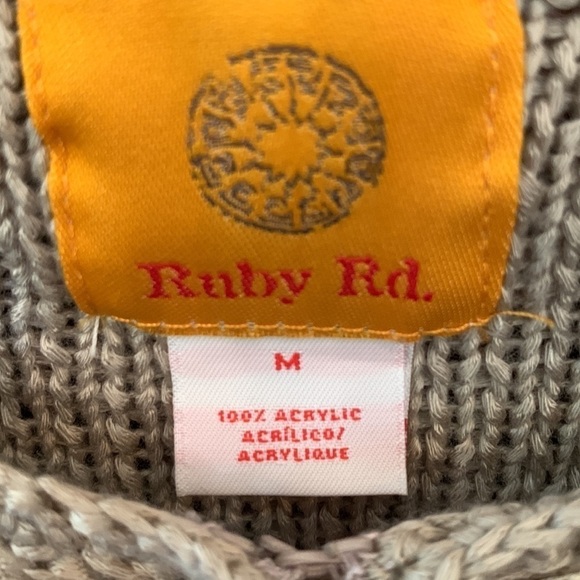 Ruby Rd.
M
100% ACRYLIC
ACRÍLICO/
ACRYLIQUE